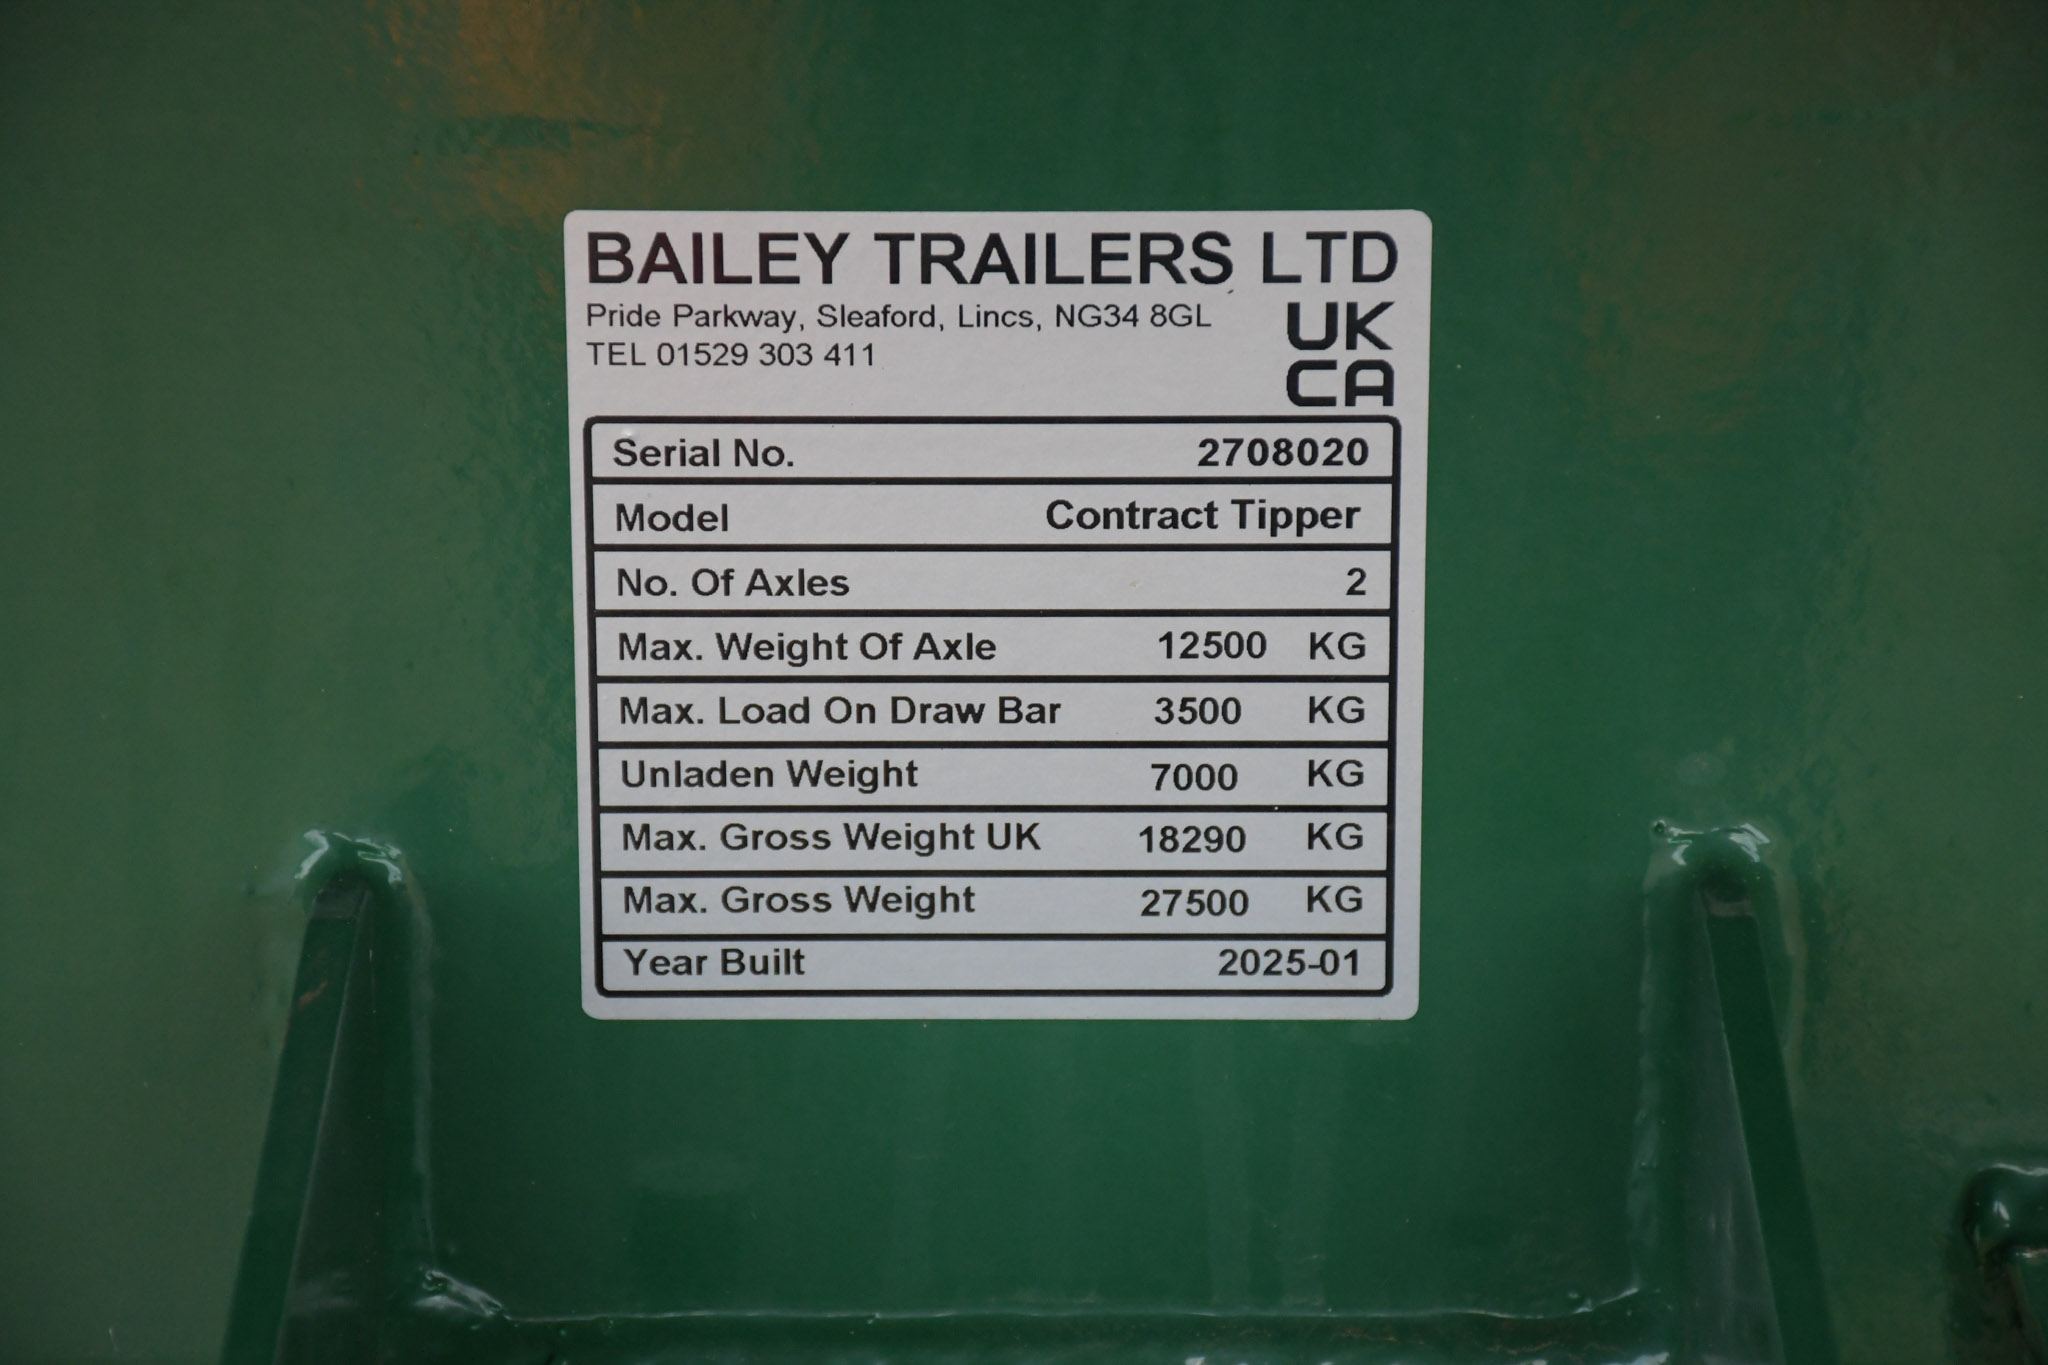 BAILEY TRAILERS LTD
Pride Parkway, Sleaford, Lincs, NG34 8GL
TEL 01529 303 411
UK
CA
Serial No. 2708020
Model Contract Tipper
No. Of Axles 2
Max. Weight Of Axle 12500 KG
Max. Load On Draw Bar 3500 KG
Unladen Weight 7000 KG
Max. Gross Weight UK 18290 KG
Max. Gross Weight 27500 KG
Year Built 2025-01